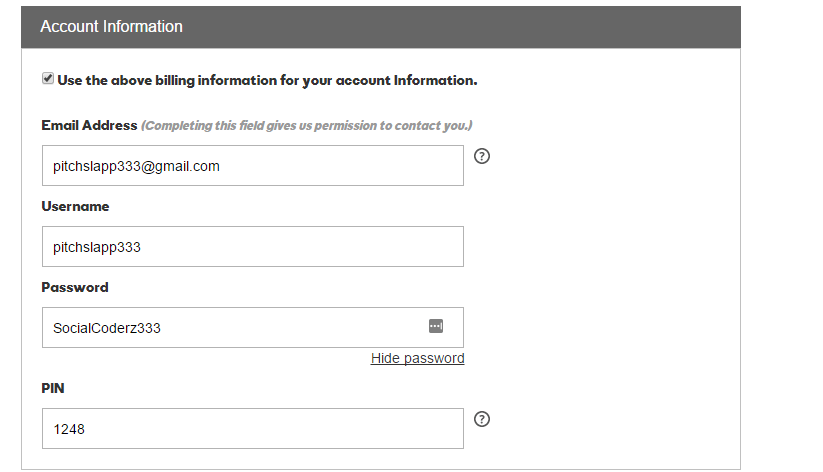 Account Information
Use the above billing information for your account Information.
Email Address (Completing this field gives us permission to contact you.)
pitchslapp333@gmail.com
?
Username
pitchslapp333
Password
SocialCoderz333
Hide password
PIN
1248
?